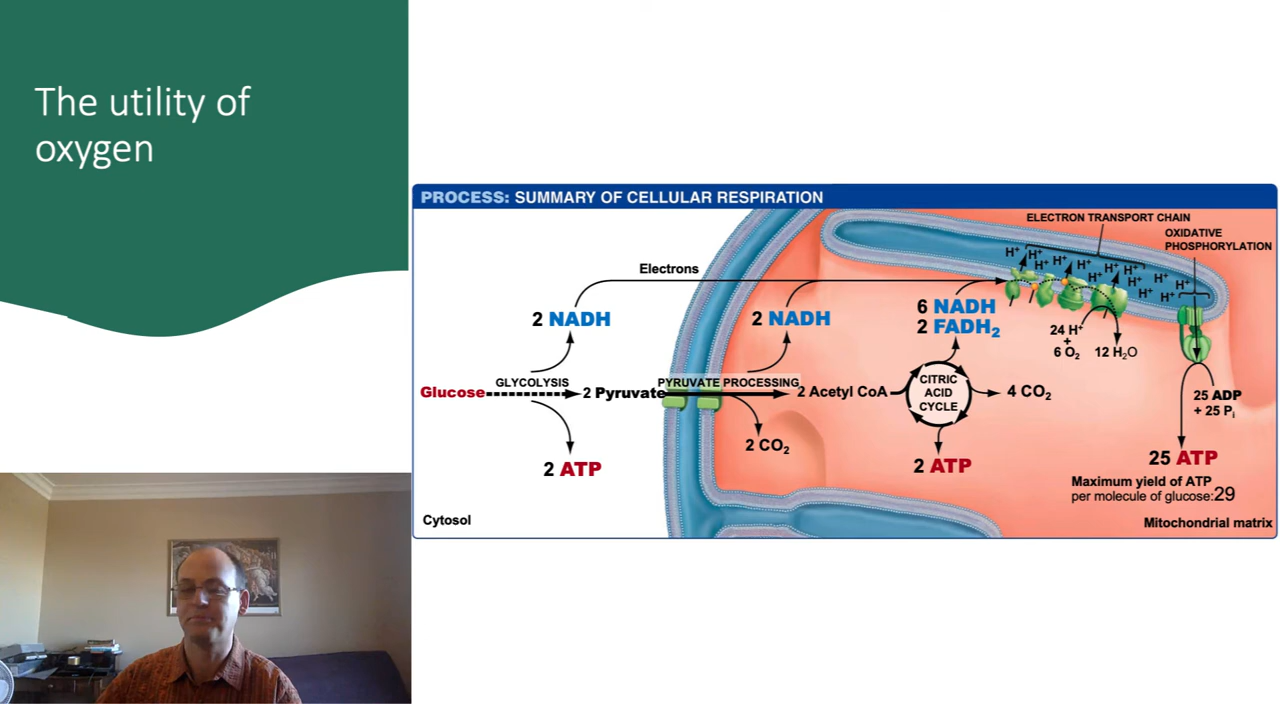 The utility of
oxygen
PROCESS: SUMMARY OF CELLULAR RESPIRATION
ELECTRON TRANSPORT CHAIN
OXIDATIVE
PHOSPHORYLATION
H⁺ H⁺ H⁺ H⁺ H⁺ H⁺ H⁺ H⁺ H⁺ H⁺ H⁺
Electrons
2 NADH
2 NADH
6 NADH
2 FADH₂
24 H⁺
+
6 O₂
12 H₂O
GLYCOLYSIS
PYRUVATE PROCESSING
Glucose
2 Pyruvate
2 Acetyl CoA
CITRIC
ACID
CYCLE
4 CO₂
25 ADP
+ 25 Pᵢ
2 CO₂
2 ATP
2 ATP
25 ATP
Maximum yield of ATP
per molecule of glucose:29
Cytosol
Mitochondrial matrix